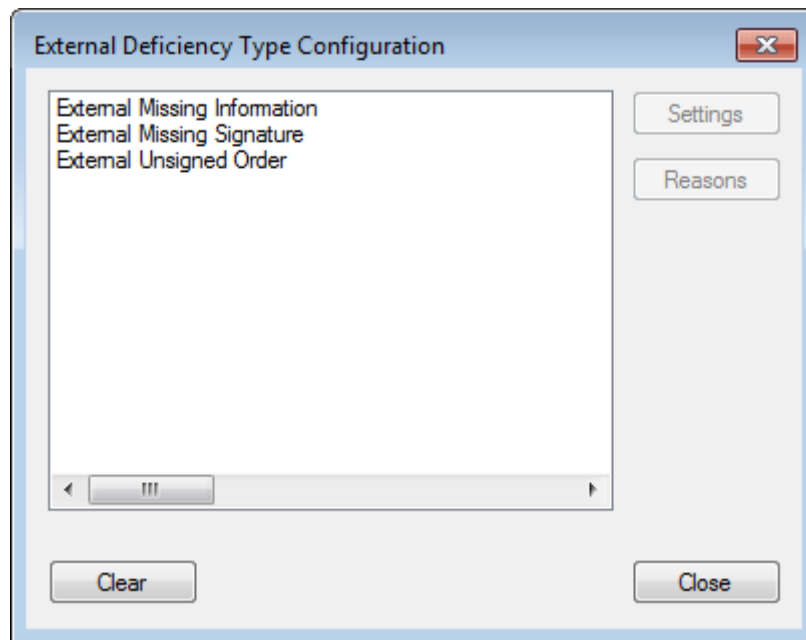 External Deficiency Type Configuration
External Missing Information
External Missing Signature
External Unsigned Order
Settings
Reasons
Clear
Close